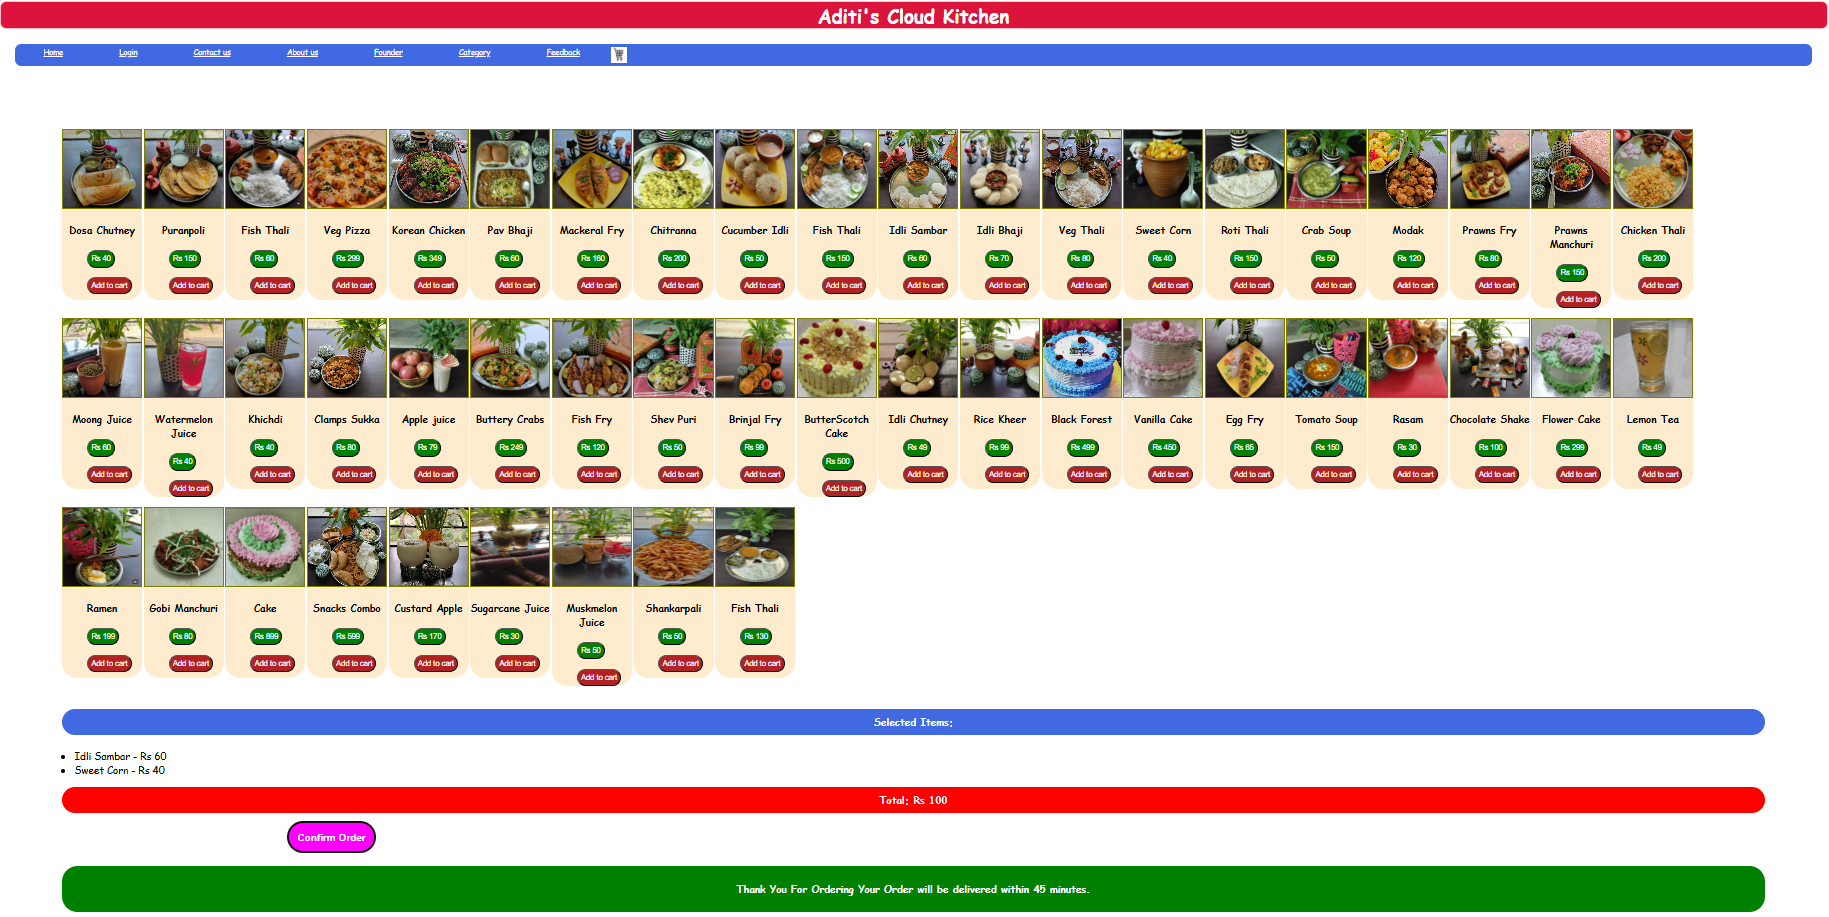 Aditi's Cloud Kitchen
Home Login Contact us About us Founder Category Feedback
Dosa Chutney Puranpoli Fish Thali Veg Pizza Korean Chicken Pav Bhaji Mackeral Fry Chitranna Cucumber Idli Fish Thali Idli Sambar Idli Bhaji Veg Thali Sweet Corn Roti Thali Crab Soup Modak Prawns Fry Prawns Manchuri Chicken Thali
Rs 40 Rs 150 Rs 60 Rs 299 Rs 349 Rs 60 Rs 160 Rs 200 Rs 50 Rs 150 Rs 60 Rs 70 Rs 80 Rs 40 Rs 150 Rs 50 Rs 120 Rs 80 Rs 150 Rs 200
Add to cart Add to cart Add to cart Add to cart Add to cart Add to cart Add to cart Add to cart Add to cart Add to cart Add to cart Add to cart Add to cart Add to cart Add to cart Add to cart Add to cart Add to cart Add to cart Add to cart
Moong Juice Watermelon Juice Khichdi Clamps Sukka Apple juice Buttery Crabs Fish Fry Shev Puri Brinjal Fry ButterScotch Cake Idli Chutney Rice Kheer Black Forest Vanilla Cake Egg Fry Tomato Soup Rasam Chocolate Shake Flower Cake Lemon Tea
Rs 60 Rs 40 Rs 40 Rs 80 Rs 79 Rs 249 Rs 120 Rs 50 Rs 99 Rs 500 Rs 49 Rs 99 Rs 499 Rs 450 Rs 65 Rs 150 Rs 30 Rs 100 Rs 299 Rs 49
Add to cart Add to cart Add to cart Add to cart Add to cart Add to cart Add to cart Add to cart Add to cart Add to cart Add to cart Add to cart Add to cart Add to cart Add to cart Add to cart Add to cart Add to cart Add to cart Add to cart
Ramen Gobi Manchuri Cake Snacks Combo Custard Apple Sugarcane Juice Muskmelon Juice Shankarpali Fish Thali
Rs 199 Rs 80 Rs 899 Rs 599 Rs 170 Rs 30 Rs 50 Rs 50 Rs 130
Add to cart Add to cart Add to cart Add to cart Add to cart Add to cart Add to cart Add to cart Add to cart
Selected Items:
Idli Sambar - Rs 60
Sweet Corn - Rs 40
Total: Rs 100
Confirm Order
Thank You For Ordering Your Order will be delivered within 45 minutes.